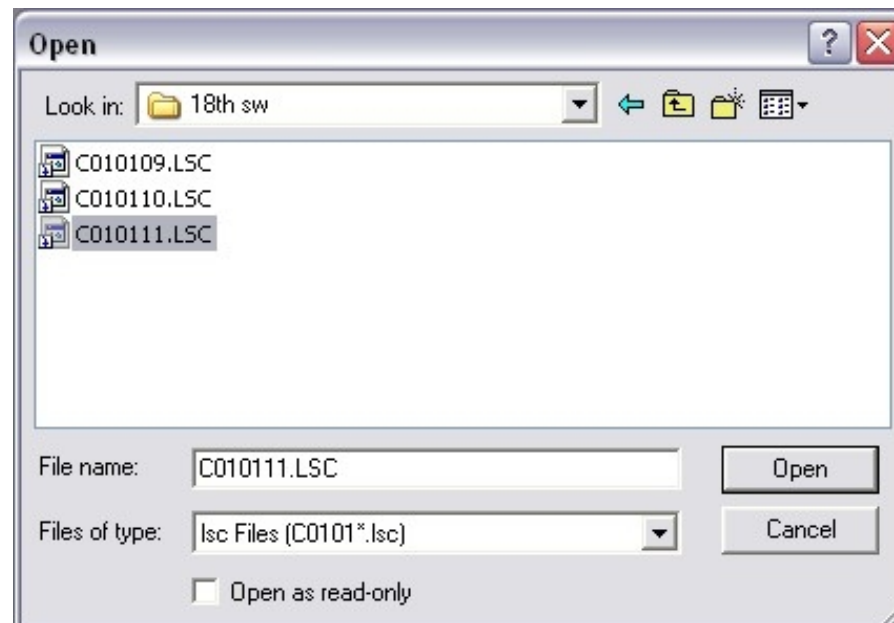 Open
Look in: 18th sw
C010109.LSC
C010110.LSC
C010111.LSC
File name: C010111.LSC Open
Files of type: lsc Files (C0101*.lsc) Cancel
Open as read-only